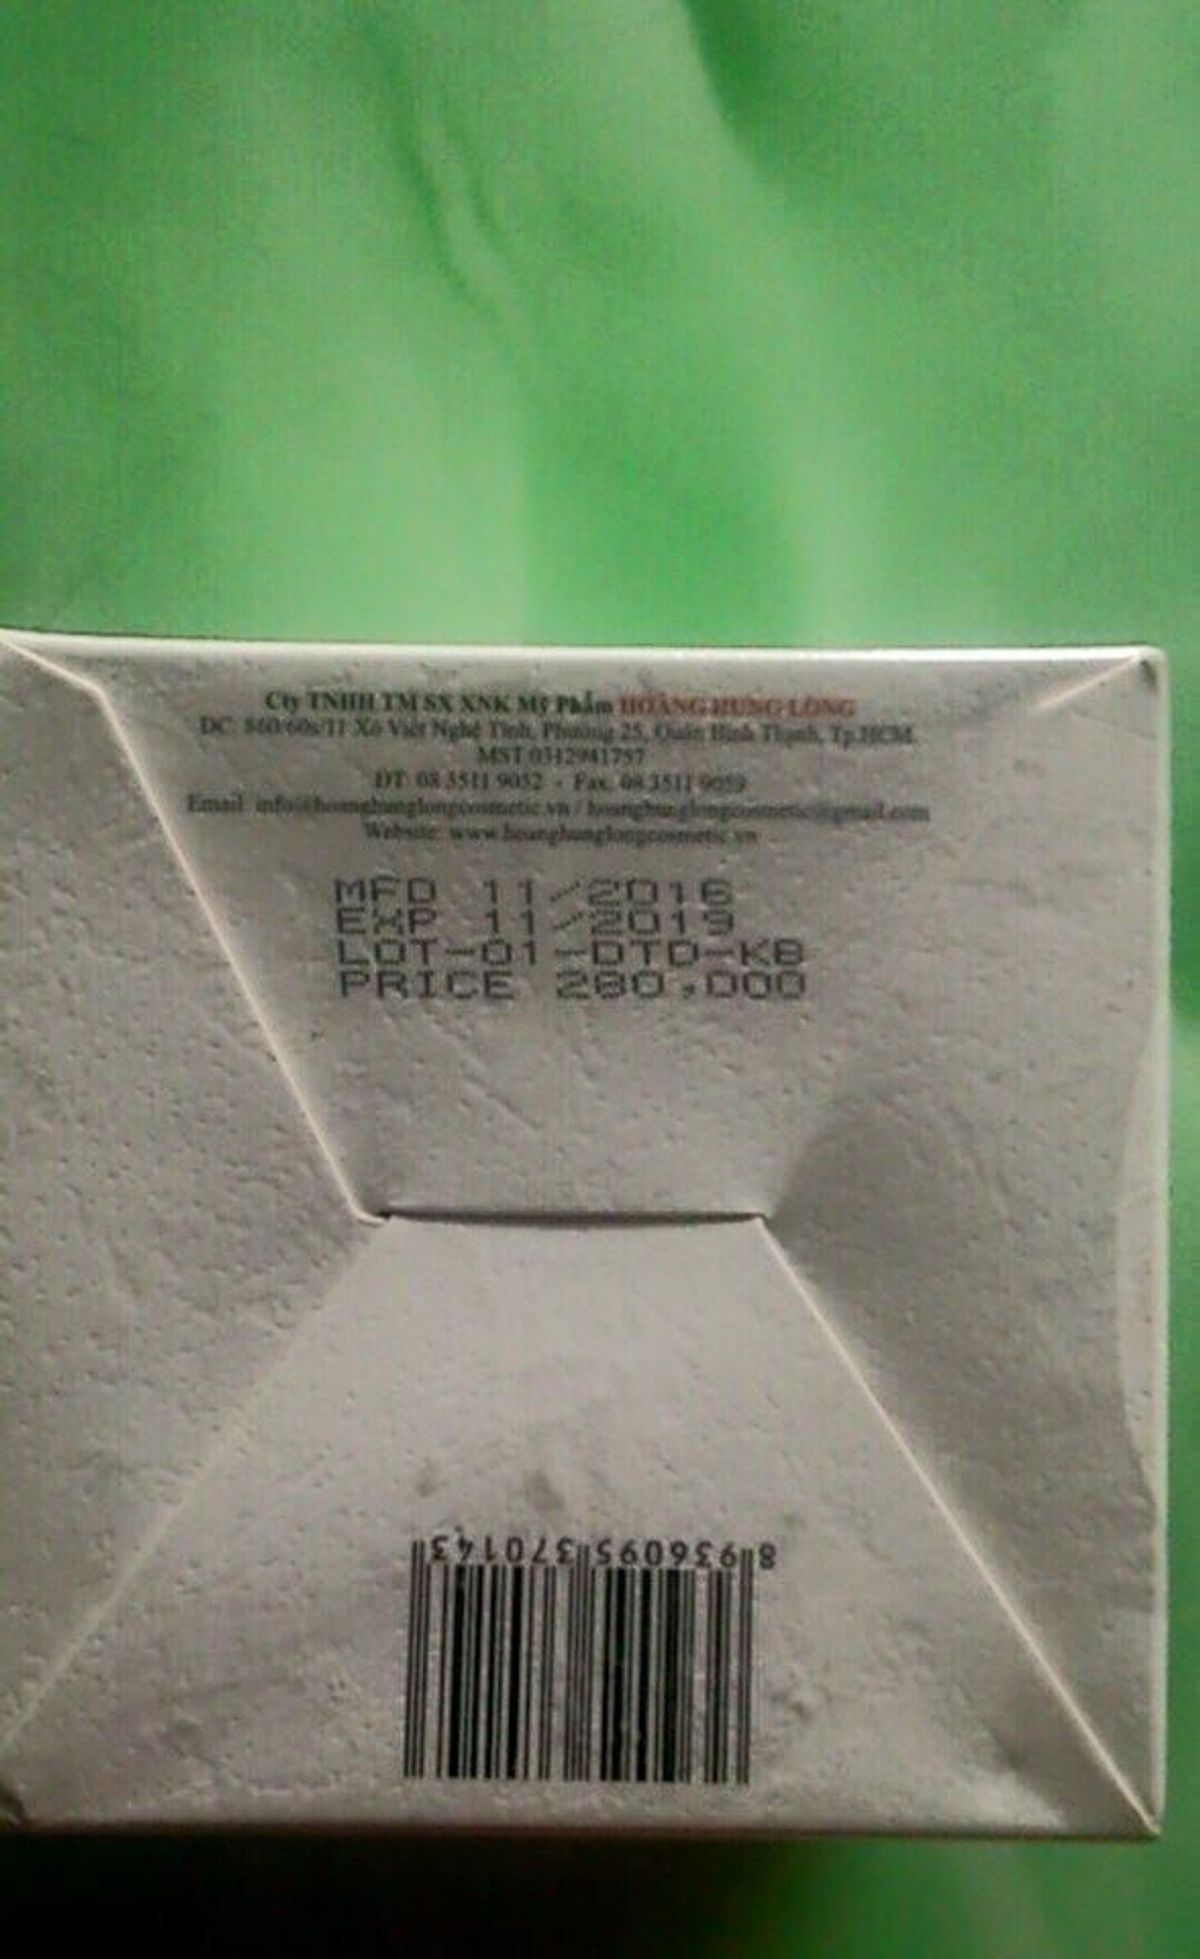 Cty TNHH TM SX XNK Mỹ Phẩm HOÀNG HƯNG LONG
ĐC: 860/60s/11 Xô Viết Nghệ Tĩnh, Phường 25, Quận Bình Thạnh, Tp.HCM.
MST 0312941757
ĐT: 08 3511 9052 - Fax. 08 3511 9059
Email: info@hoanghunglongcosmetic.vn / hoanghunglongcosmetic@gmail.com
Website: www.hoanghunglongcosmetic.vn
MFD 11/2016
EXP 11/2019
LOT-01-DTD-KB
PRICE 280.000
8 936095 370143